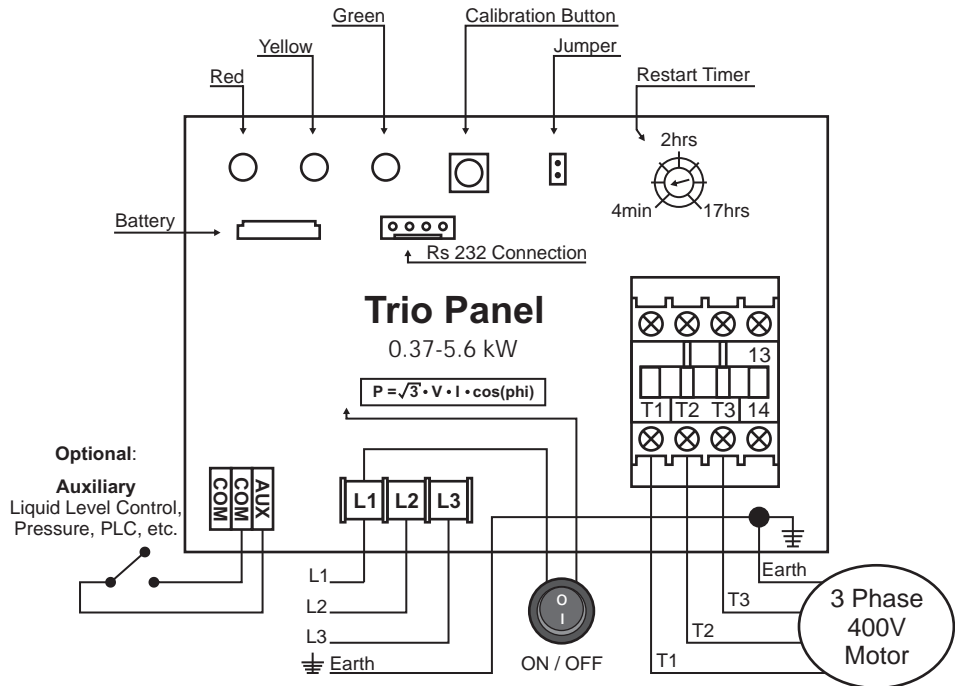 Green
Calibration Button
Yellow
Jumper
Red
Restart Timer
2hrs
4min
17hrs
Battery
Rs 232 Connection
Trio Panel
0.37-5.6 kW
P = √3 • V • I • cos(phi)
13
T1 T2 T3 14
Optional:
Auxiliary
Liquid Level Control,
Pressure, PLC, etc.
COM COM AUX
L1 L2 L3
L1
L2
L3
Earth
O
I
ON / OFF
Earth
T3
T2
T1
3 Phase
400V
Motor